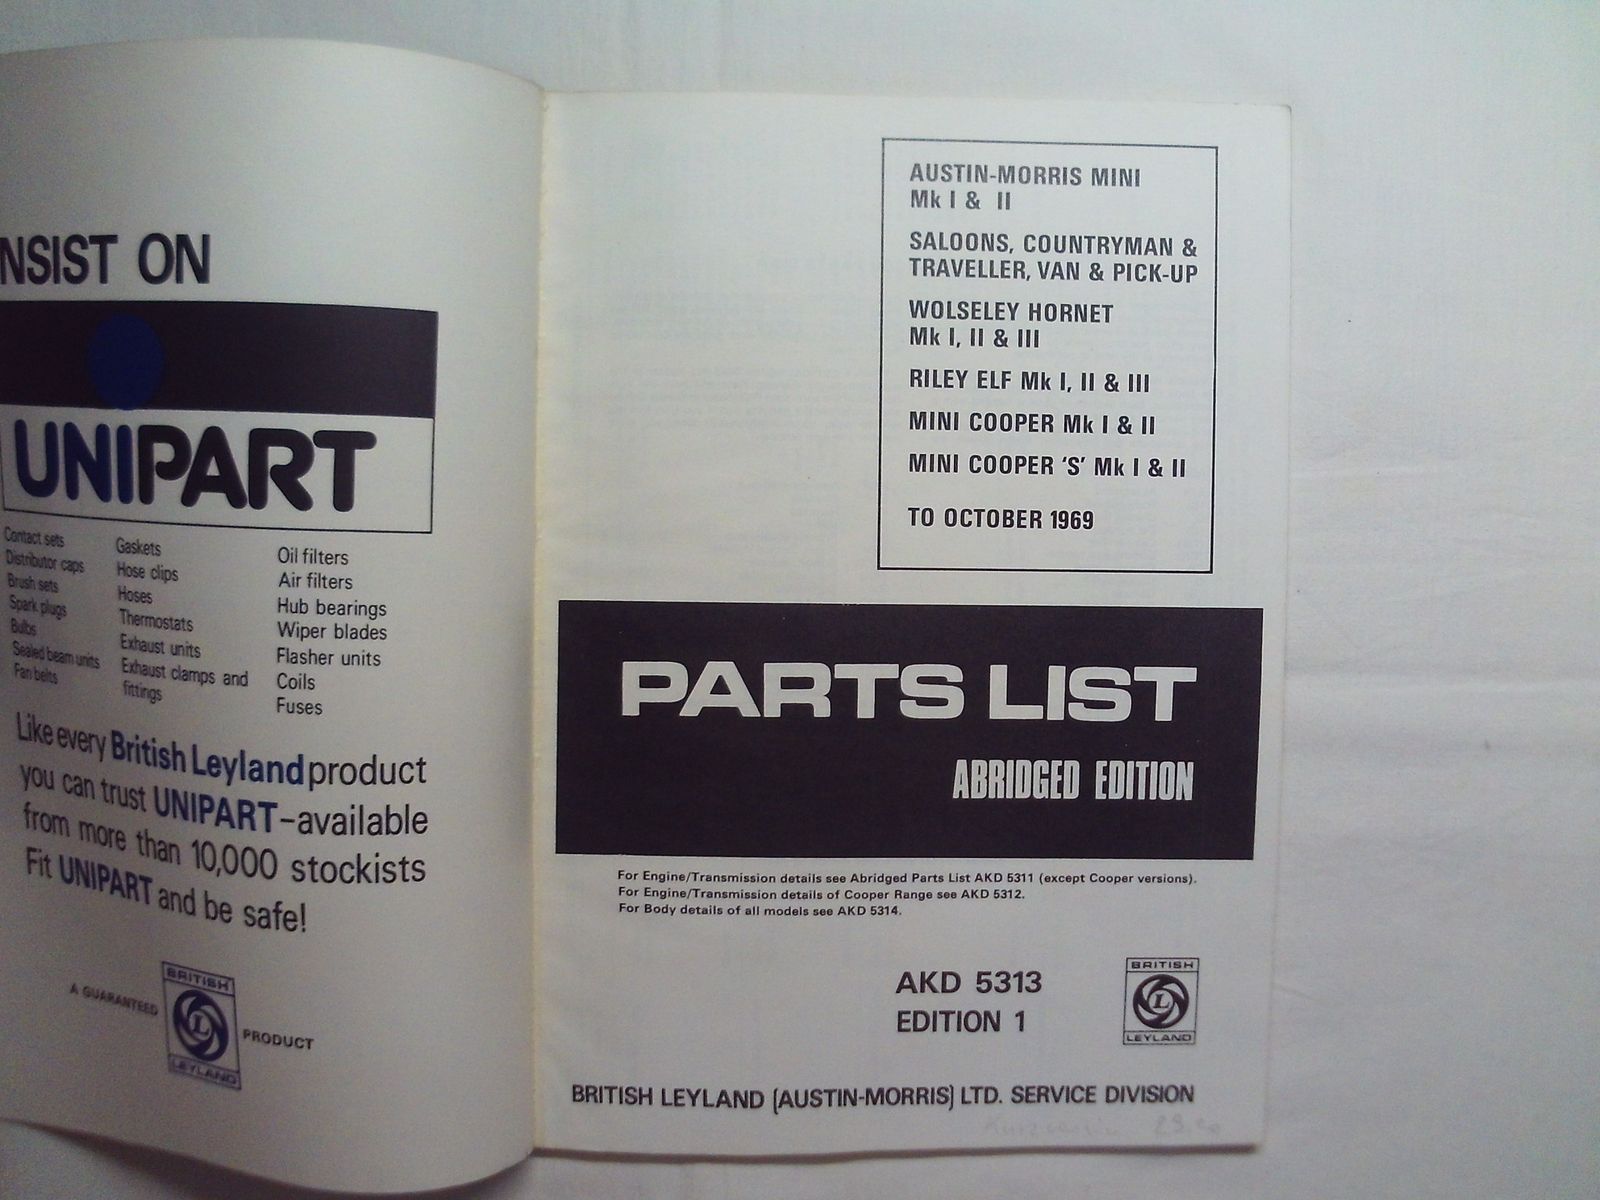 NSIST ON
UNIPART
Contact sets
Distributor caps
Brush sets
Spark plugs
Bulbs
Sealed beam units
Fan belts
Gaskets
Hose clips
Hoses
Thermostats
Exhaust units
Exhaust clamps and
fittings
Oil filters
Air filters
Hub bearings
Wiper blades
Flasher units
Coils
Fuses
Like every British Leyland product
you can trust UNIPART-available
from more than 10,000 stockists
Fit UNIPART and be safe!
A GUARANTEED
BRITISH
L
LEYLAND
PRODUCT
AUSTIN-MORRIS MINI
Mk I & II
SALOONS, COUNTRYMAN &
TRAVELLER, VAN & PICK-UP
WOLSELEY HORNET
Mk I, II & III
RILEY ELF Mk I, II & III
MINI COOPER Mk I & II
MINI COOPER 'S' Mk I & II
TO OCTOBER 1969
PARTS LIST
ABRIDGED EDITION
For Engine/Transmission details see Abridged Parts List AKD 5311 (except Cooper versions).
For Engine/Transmission details of Cooper Range see AKD 5312.
For Body details of all models see AKD 5314.
AKD 5313
EDITION 1
BRITISH
L
LEYLAND
BRITISH LEYLAND (AUSTIN-MORRIS) LTD. SERVICE DIVISION